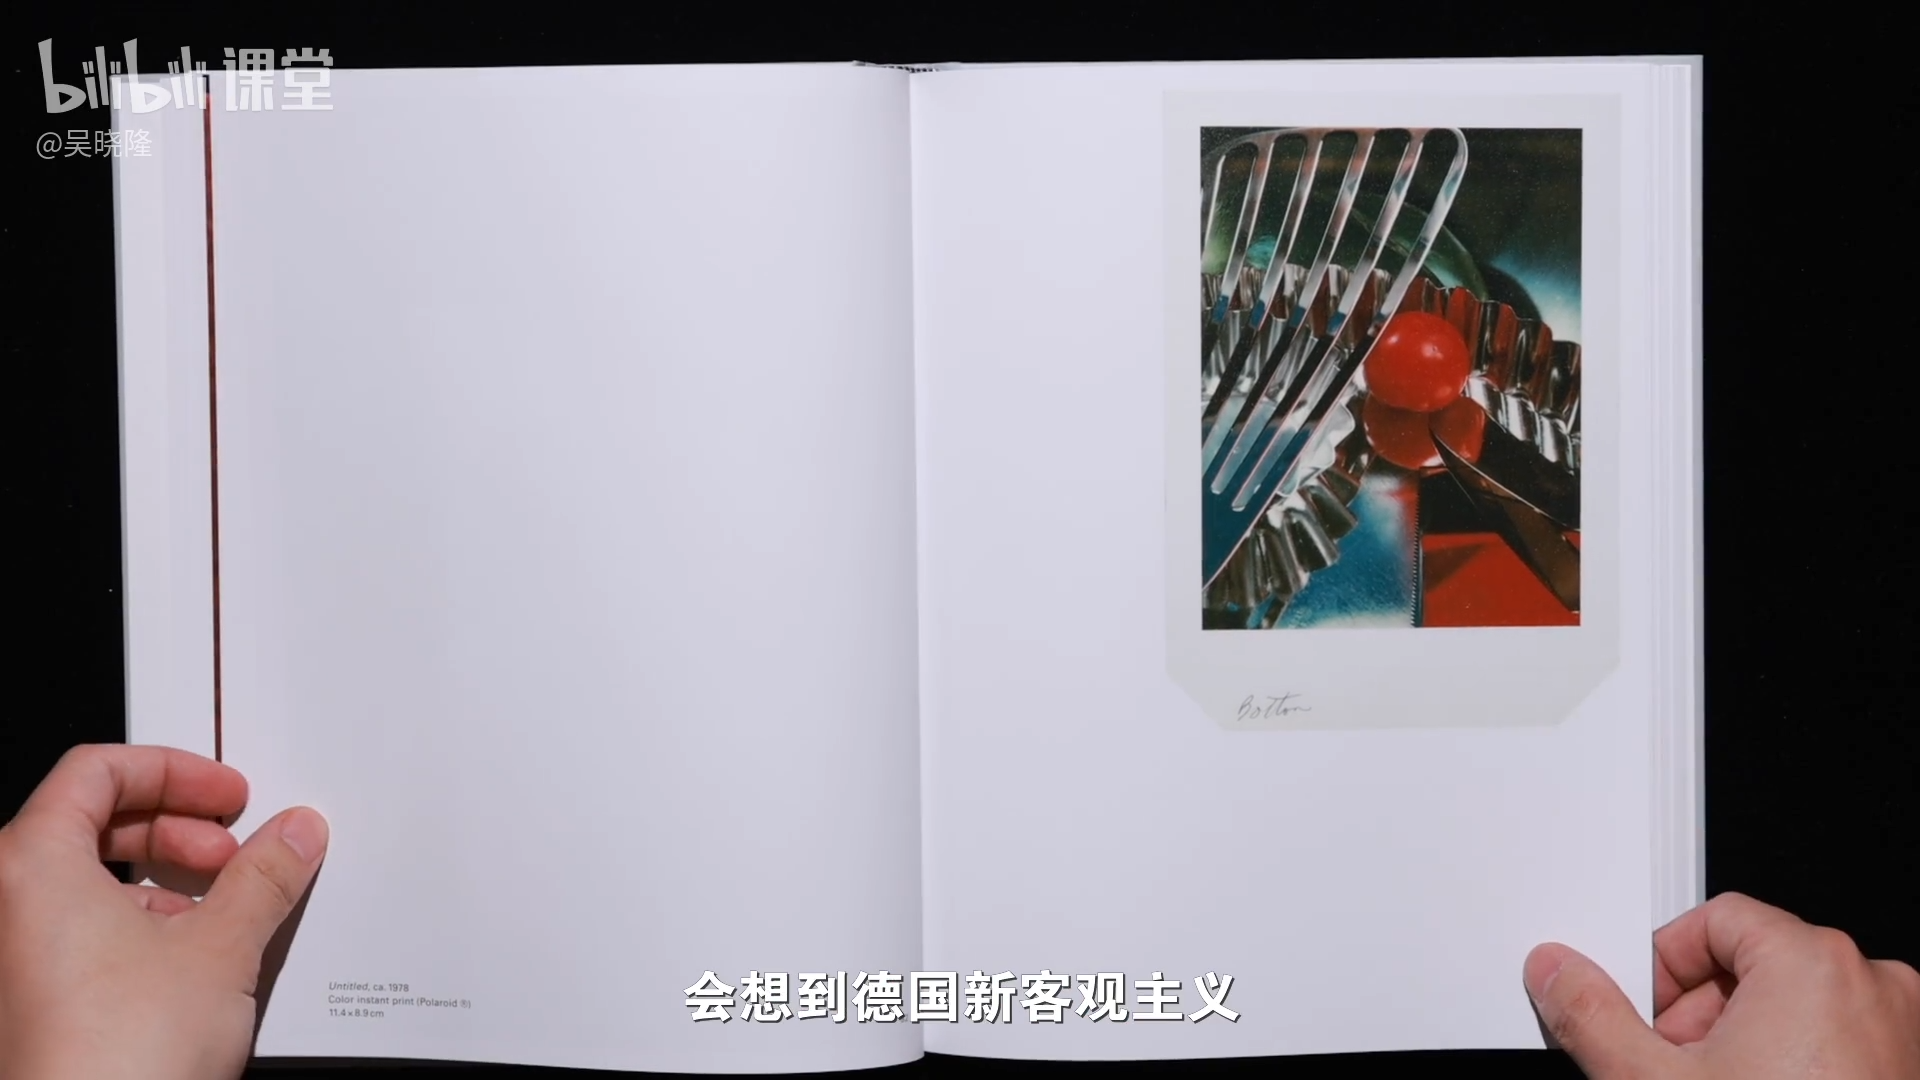 bilibili 课堂
@吴晓隆
Botton
Untitled, ca. 1978
Color instant print (Polaroid ®)
11.4 × 8.9 cm
会想到德国新客观主义